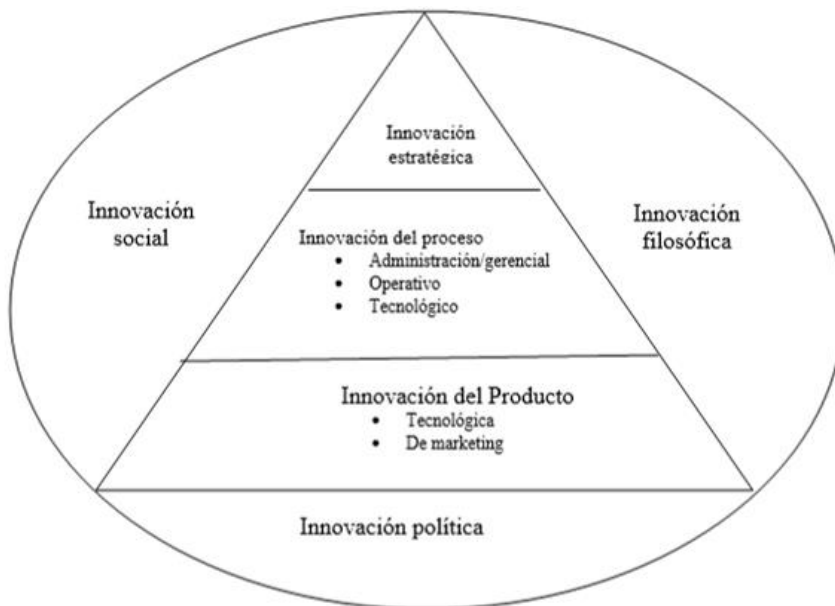 Innovación
estratégica
Innovación
social
Innovación
filosófica
Innovación del proceso
• Administración/gerencial
• Operativo
• Tecnológico
Innovación del Producto
• Tecnológica
• De marketing
Innovación política